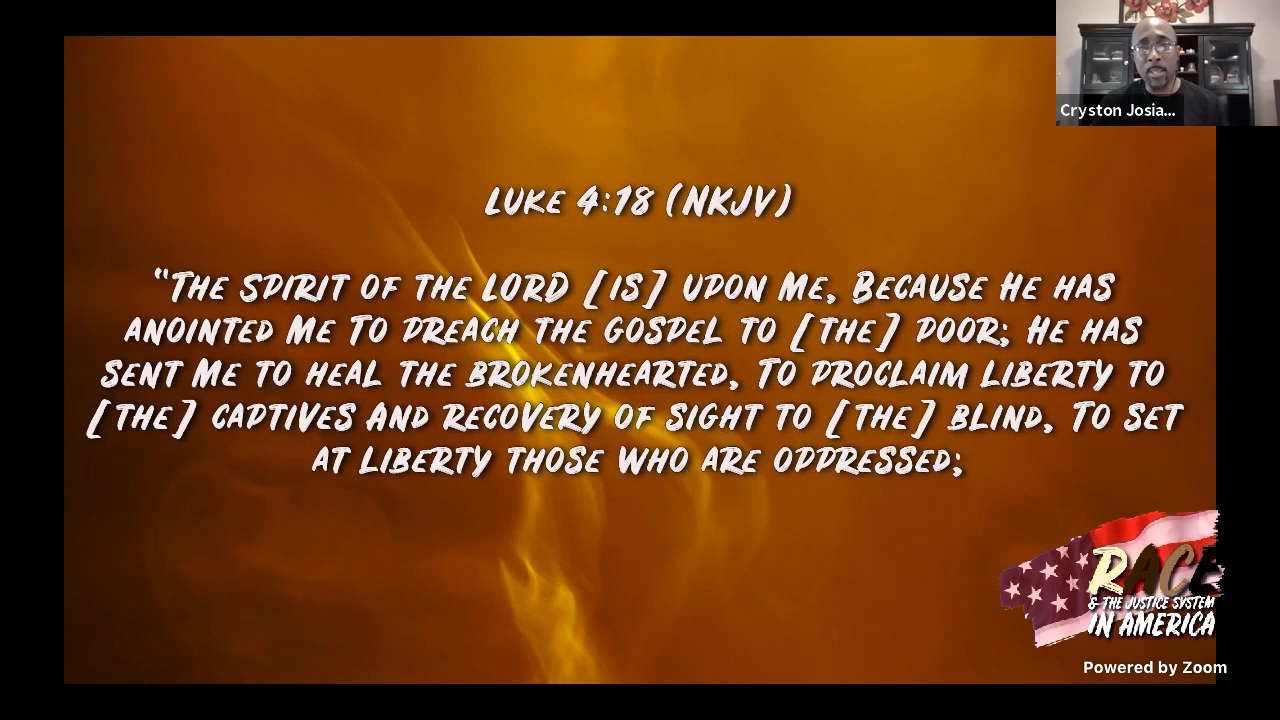 Cryston Josia...
LUKE 4:18 (NKJV)
"THE SPIRIT OF THE LORD [IS] UPON ME, BECAUSE HE HAS
ANOINTED ME TO PREACH THE GOSPEL TO [THE] POOR; HE HAS
SENT ME TO HEAL THE BROKENHEARTED, TO PROCLAIM LIBERTY TO
[THE] CAPTIVES AND RECOVERY OF SIGHT TO [THE] BLIND, TO SET
AT LIBERTY THOSE WHO ARE OPPRESSED;
RACE
& THE JUSTICE SYSTEM
IN AMERICA
Powered by Zoom